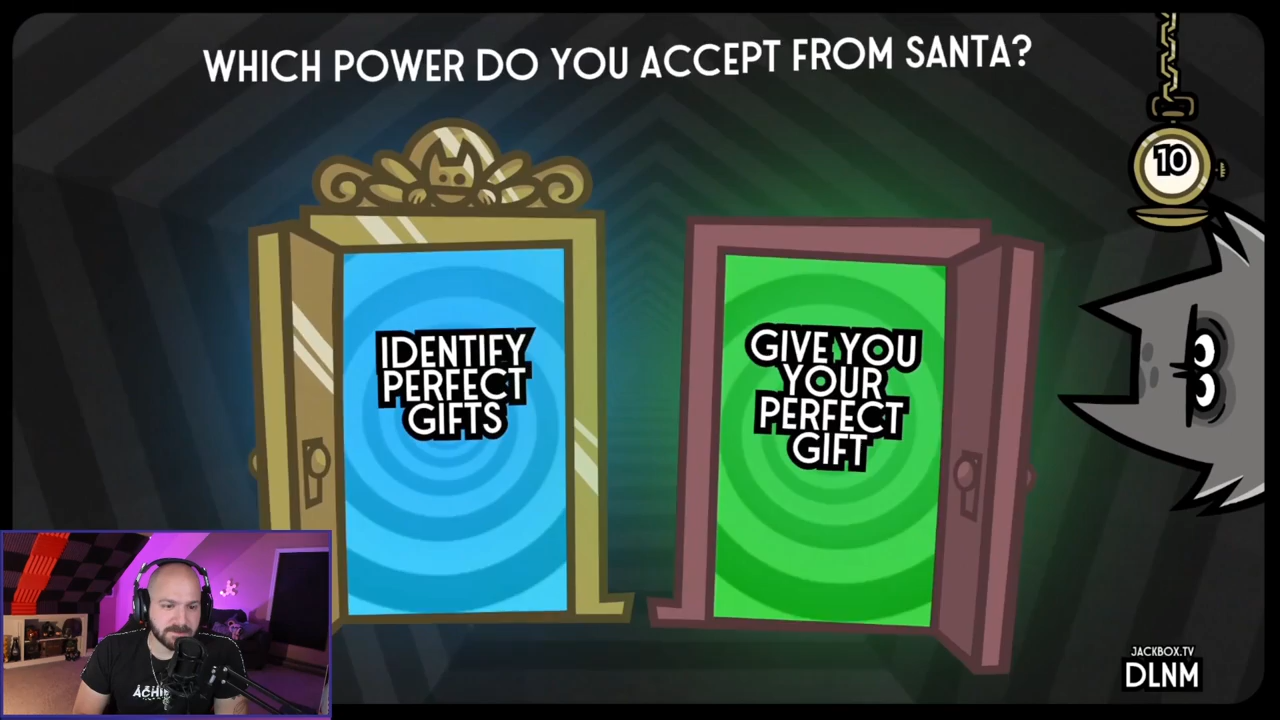 WHICH POWER DO YOU ACCEPT FROM SANTA?
10
IDENTIFY
PERFECT
GIFTS
GIVE YOU
YOUR
PERFECT
GIFT
JACKBOX.TV
DLNM